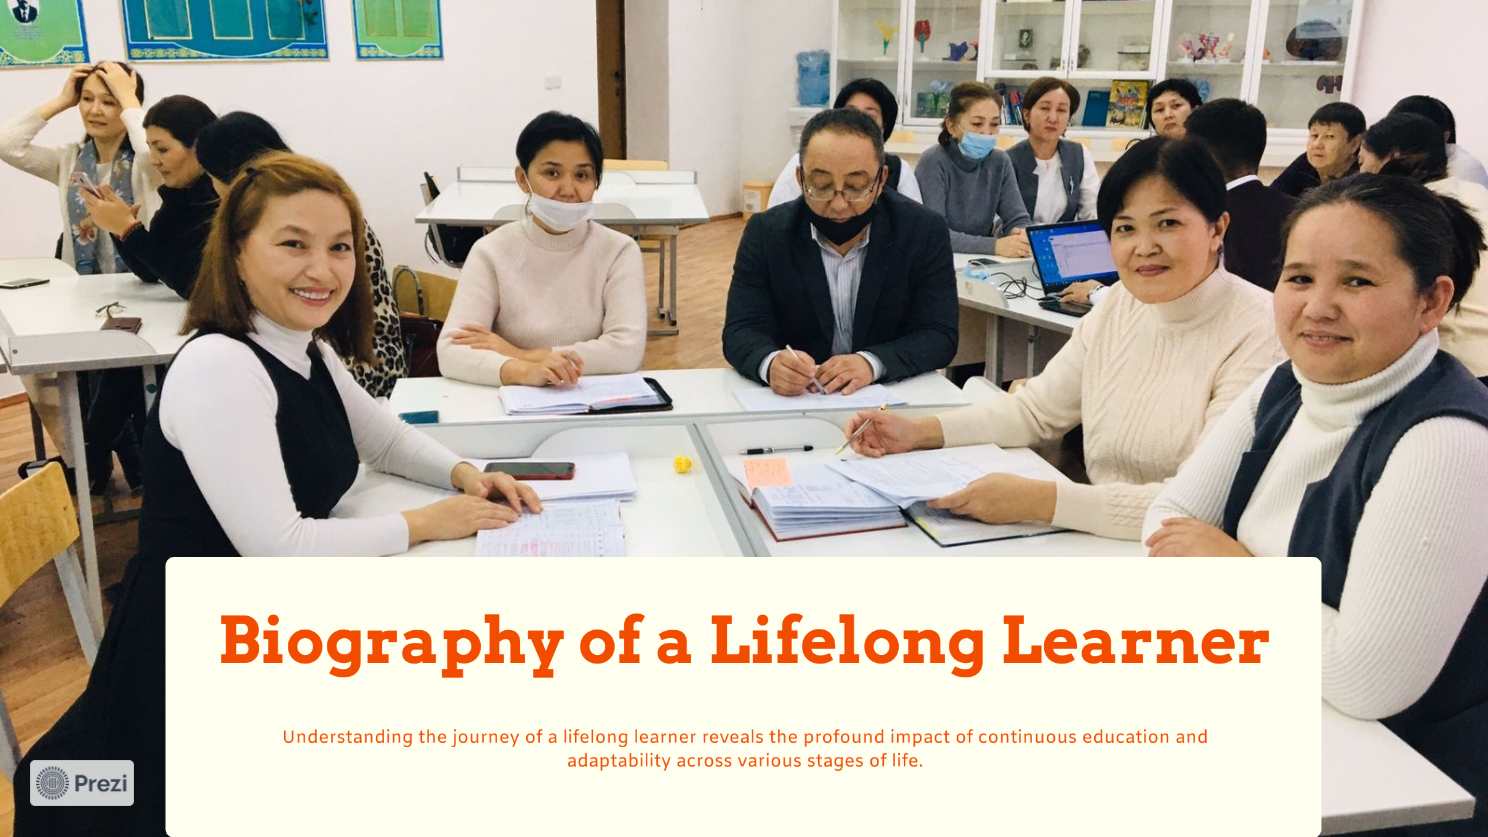 Biography of a Lifelong Learner
Understanding the journey of a lifelong learner reveals the profound impact of continuous education and
adaptability across various stages of life.
Prezi